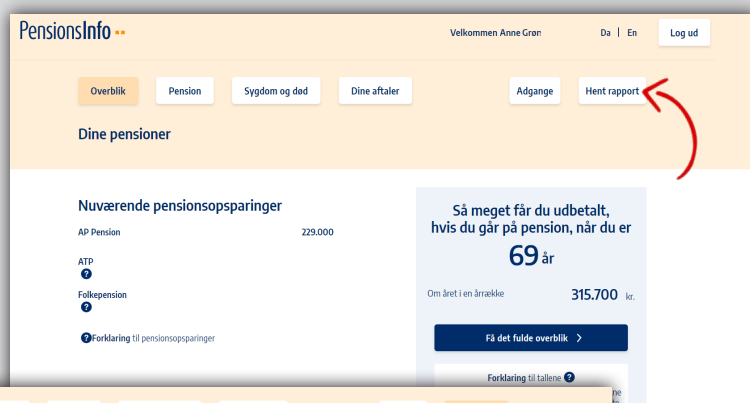 PensionsInfo
Velkommen Anne Grøn
Da | En
Log ud
Overblik
Pension
Sygdom og død
Dine aftaler
Adgange
Hent rapport
Dine pensioner
Nuværende pensionsopsparinger
AP Pension 229.000
ATP
?
Folkepension
?
? Forklaring til pensionsopsparinger
Så meget får du udbetalt,
hvis du går på pension, når du er
69 år
Om året i en årrække 315.700 kr.
Få det fulde overblik >
Forklaring til tallene ?